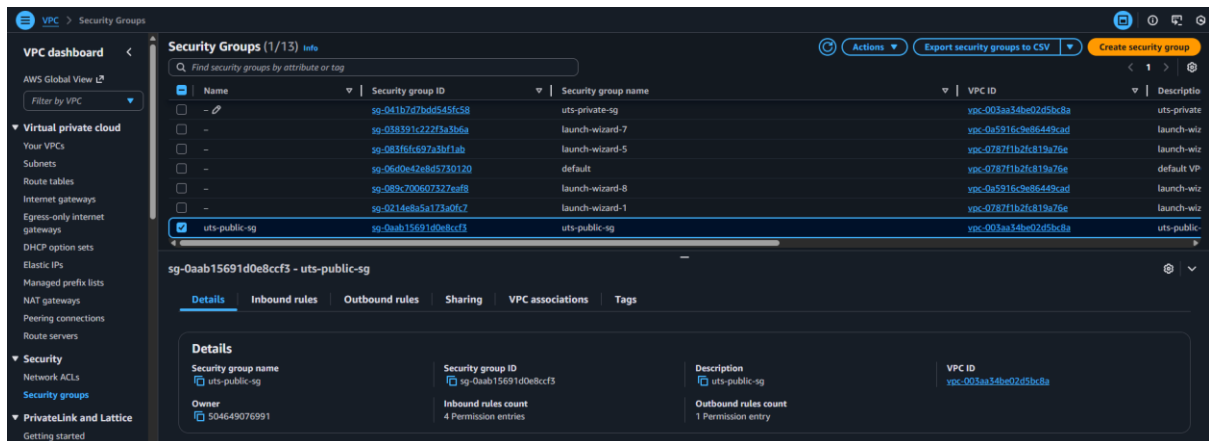 VPC > Security Groups
VPC dashboard
AWS Global View
Filter by VPC
Virtual private cloud
Your VPCs
Subnets
Route tables
Internet gateways
Egress-only internet
gateways
DHCP option sets
Elastic IPs
Managed prefix lists
NAT gateways
Peering connections
Route servers
Security
Network ACLs
Security groups
PrivateLink and Lattice
Getting started
Security Groups (1/13) Info
Actions
Export security groups to CSV
Create security group
Find security groups by attribute or tag
1
Name Security group ID Security group name VPC ID Descriptio
– sg-041b7d7bdd545fc58 uts-private-sg vpc-003aa34be02d5bc8a uts-private
– sg-038391c222f3a3b6a launch-wizard-7 vpc-0a5916c9e86449cad launch-wiz
– sg-083f6fc697a3bf1ab launch-wizard-5 vpc-0787f1b2fc819a76e launch-wiz
– sg-06d0e42e8d5730120 default vpc-0787f1b2fc819a76e default VP
– sg-089c700607327eaf8 launch-wizard-8 vpc-0a5916c9e86449cad launch-wiz
– sg-0214e8a5a173a0fc7 launch-wizard-1 vpc-0787f1b2fc819a76e launch-wiz
uts-public-sg sg-0aab15691d0e8ccf3 uts-public-sg vpc-003aa34be02d5bc8a uts-public-
sg-0aab15691d0e8ccf3 - uts-public-sg
Details Inbound rules Outbound rules Sharing VPC associations Tags
Details
Security group name
uts-public-sg
Security group ID
sg-0aab15691d0e8ccf3
Description
uts-public-sg
VPC ID
vpc-003aa34be02d5bc8a
Owner
504649076991
Inbound rules count
4 Permission entries
Outbound rules count
1 Permission entry